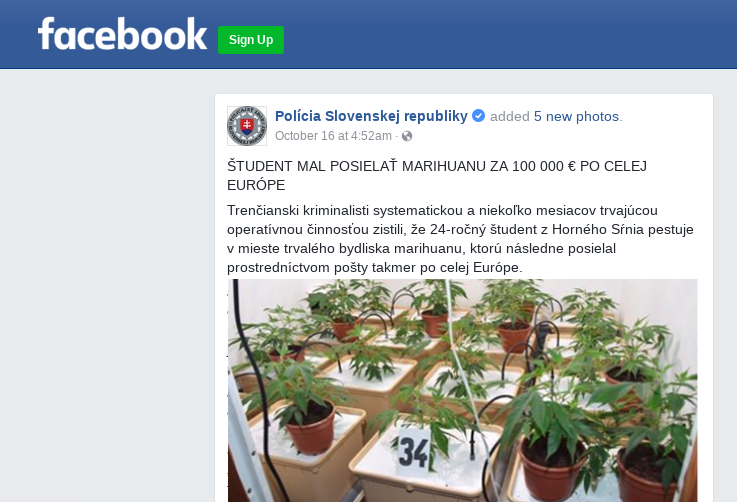 facebook
Sign Up
Polícia Slovenskej republiky added 5 new photos.
October 16 at 4:52am ·
ŠTUDENT MAL POSIELAŤ MARIHUANU ZA 100 000 € PO CELEJ
EURÓPE
Trenčianski kriminalisti systematickou a niekoľko mesiacov trvajúcou
operatívnou činnosťou zistili, že 24-ročný študent z Horného Sŕnia pestuje
v mieste trvalého bydliska marihuanu, ktorú následne posielal
prostredníctvom pošty takmer po celej Európe.
34